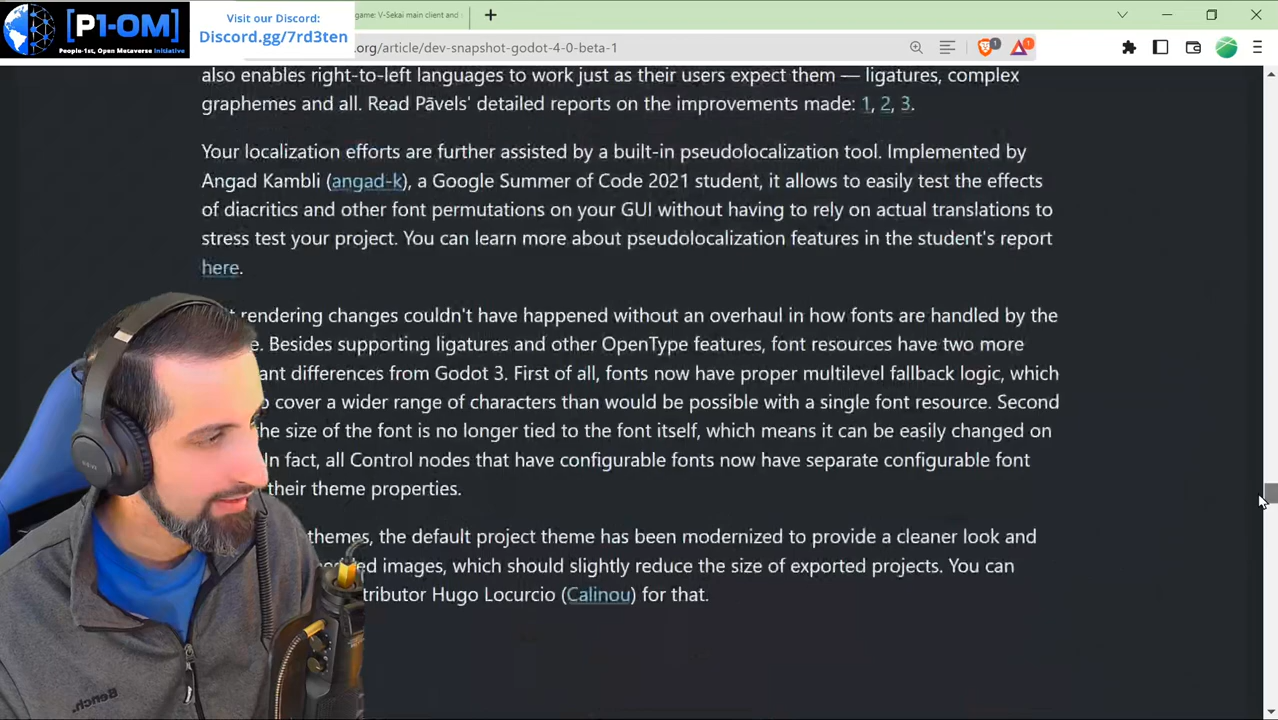 [P1-OM]
People-1st, Open Metaverse Initiative
Visit our Discord:
Discord.gg/7rd3ten
game: V-Sekai main client and
.org/article/dev-snapshot-godot-4-0-beta-1
1
1
also enables right-to-left languages to work just as their users expect them — ligatures, complex
graphemes and all. Read Pāvels' detailed reports on the improvements made: 1, 2, 3.
Your localization efforts are further assisted by a built-in pseudolocalization tool. Implemented by
Angad Kambli (angad-k), a Google Summer of Code 2021 student, it allows to easily test the effects
of diacritics and other font permutations on your GUI without having to rely on actual translations to
stress test your project. You can learn more about pseudolocalization features in the student's report
here.
rendering changes couldn't have happened without an overhaul in how fonts are handled by the
Besides supporting ligatures and other OpenType features, font resources have two more
differences from Godot 3. First of all, fonts now have proper multilevel fallback logic, which
cover a wider range of characters than would be possible with a single font resource. Second
the size of the font is no longer tied to the font itself, which means it can be easily changed on
In fact, all Control nodes that have configurable fonts now have separate configurable font
their theme properties.
themes, the default project theme has been modernized to provide a cleaner look and
images, which should slightly reduce the size of exported projects. You can
Hugo Locurcio (Calinou) for that.
Bench.